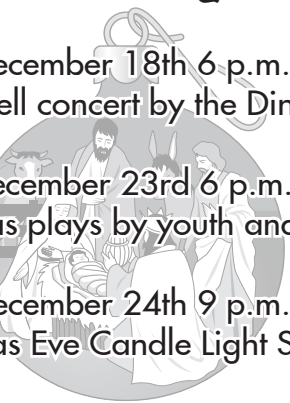 ecember 18th 6 p.m.
ell concert by the Din
ecember 23rd 6 p.m.
as plays by youth and
ecember 24th 9 p.m.
as Eve Candle Light S